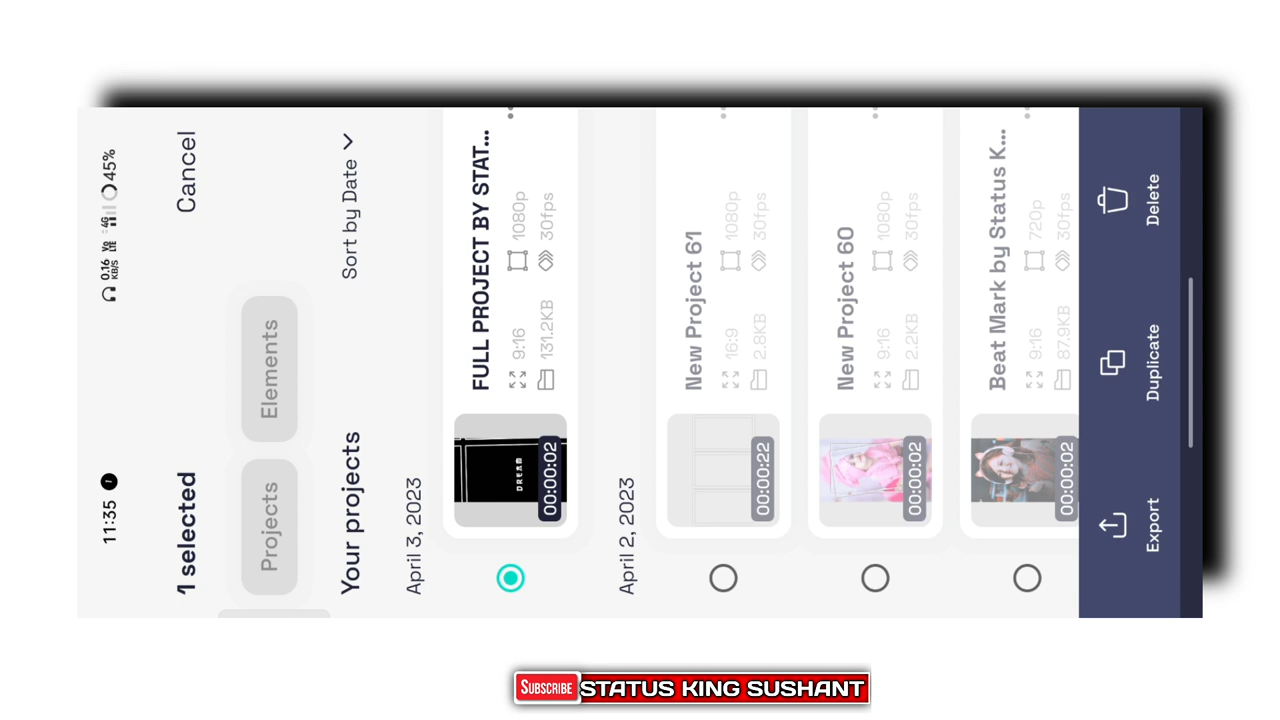 11:35
0.16 KB/S Vo LTE 4G 45%
1 selected
Cancel
Projects
Elements
Your projects
Sort by Date
April 3, 2023
FULL PROJECT BY STAT...
9:16
1080p
131.2KB
30fps
DREAM
00:00:02
April 2, 2023
New Project 61
16:9
1080p
2.8KB
30fps
00:00:22
New Project 60
9:16
1080p
2.2KB
30fps
00:00:02
Beat Mark by Status K...
9:16
720p
87.9KB
30fps
00:00:02
Export
Duplicate
Delete
SUBSCRIBE STATUS KING SUSHANT